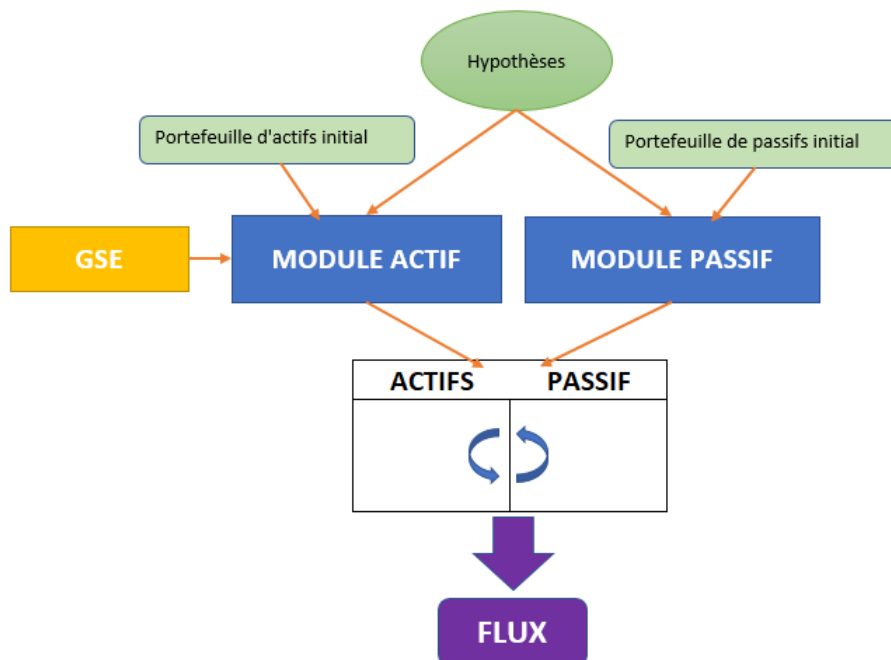 Hypothèses
Portefeuille d'actifs initial
Portefeuille de passifs initial
GSE
MODULE ACTIF
MODULE PASSIF
ACTIFS
PASSIF
FLUX